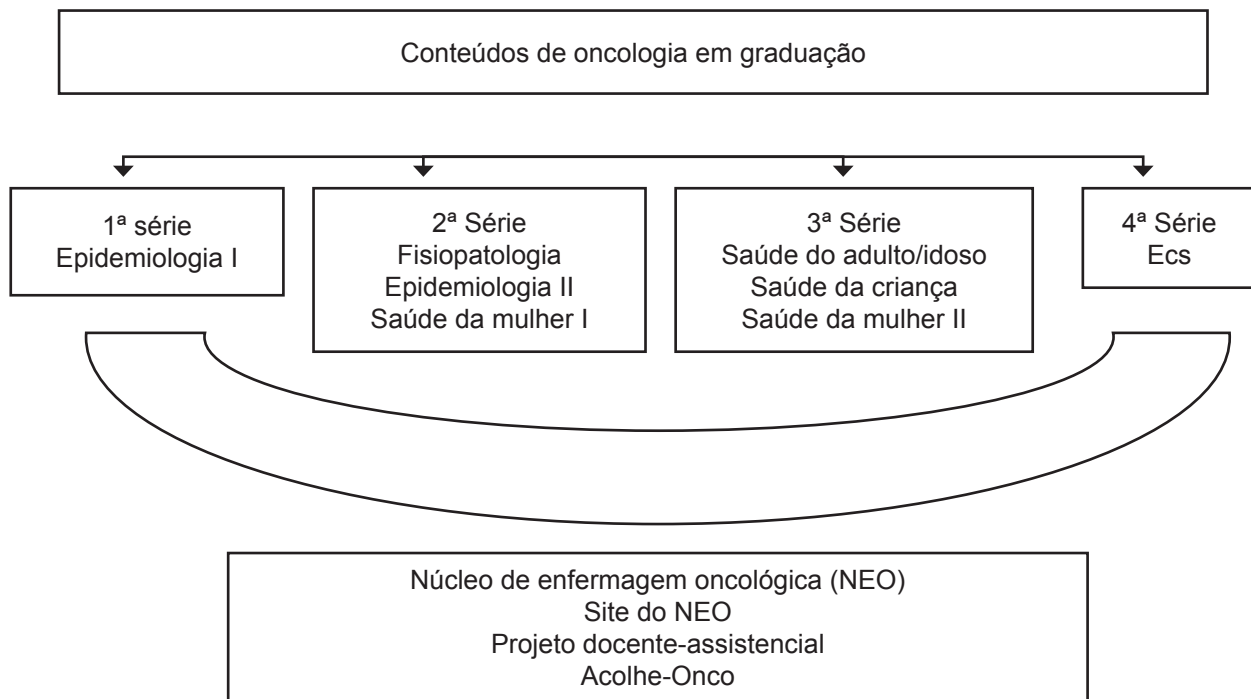 Conteúdos de oncologia em graduação
1ª série
Epidemiologia I
2ª Série
Fisiopatologia
Epidemiologia II
Saúde da mulher I
3ª Série
Saúde do adulto/idoso
Saúde da criança
Saúde da mulher II
4ª Série
Ecs
Núcleo de enfermagem oncológica (NEO)
Site do NEO
Projeto docente-assistencial
Acolhe-Onco